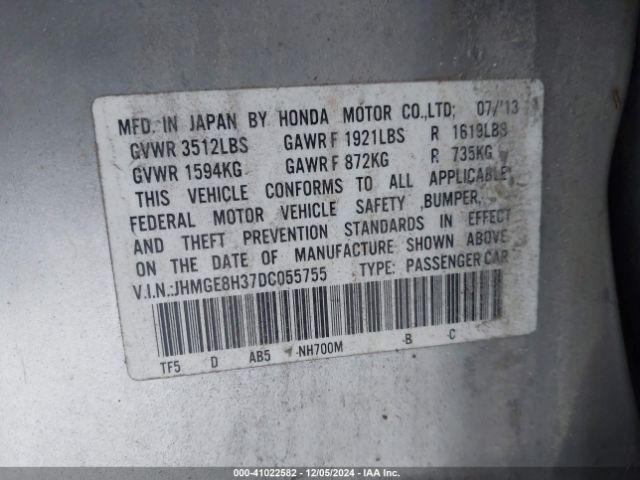 MFD. IN JAPAN BY HONDA MOTOR CO.,LTD; 07/'13
GVWR 3512LBS GAWR F 1921LBS R 1619LBS
GVWR 1594KG GAWR F 872KG R 735KG
THIS VEHICLE CONFORMS TO ALL APPLICABLE
FEDERAL MOTOR VEHICLE SAFETY ,BUMPER,
AND THEFT PREVENTION STANDARDS IN EFFECT
ON THE DATE OF MANUFACTURE SHOWN ABOVE
V.I.N.:JHMGE8H37DC055755 TYPE: PASSENGER CAR
TF5 D AB5 -NH700M -B -C
000-41022582 - 12/05/2024 - IAA Inc.